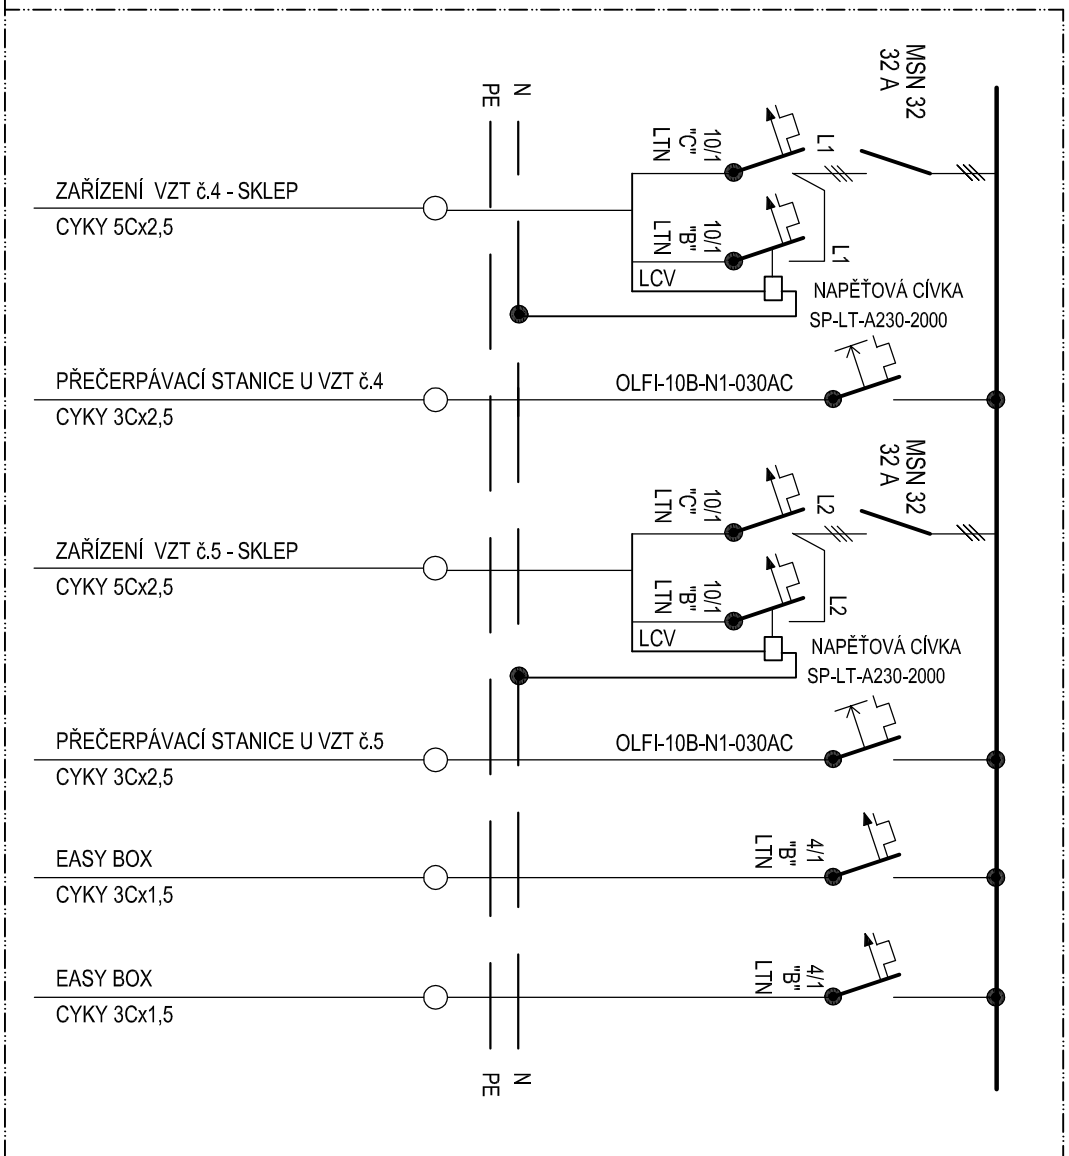 MSN 32
32 A
PE
N
LTN
"C"
10/1
L1
ZAŘÍZENÍ VZT č.4 - SKLEP
CYKY 5Cx2,5
LTN
"B"
10/1
L1
LCV
NAPĚŤOVÁ CÍVKA
SP-LT-A230-2000
PŘEČERPÁVACÍ STANICE U VZT č.4
CYKY 3Cx2,5
OLFI-10B-N1-030AC
MSN 32
32 A
LTN
"C"
10/1
L2
ZAŘÍZENÍ VZT č.5 - SKLEP
CYKY 5Cx2,5
LTN
"B"
10/1
L2
LCV
NAPĚŤOVÁ CÍVKA
SP-LT-A230-2000
PŘEČERPÁVACÍ STANICE U VZT č.5
CYKY 3Cx2,5
OLFI-10B-N1-030AC
EASY BOX
CYKY 3Cx1,5
LTN
"B"
4/1
EASY BOX
CYKY 3Cx1,5
LTN
"B"
4/1
PE
N